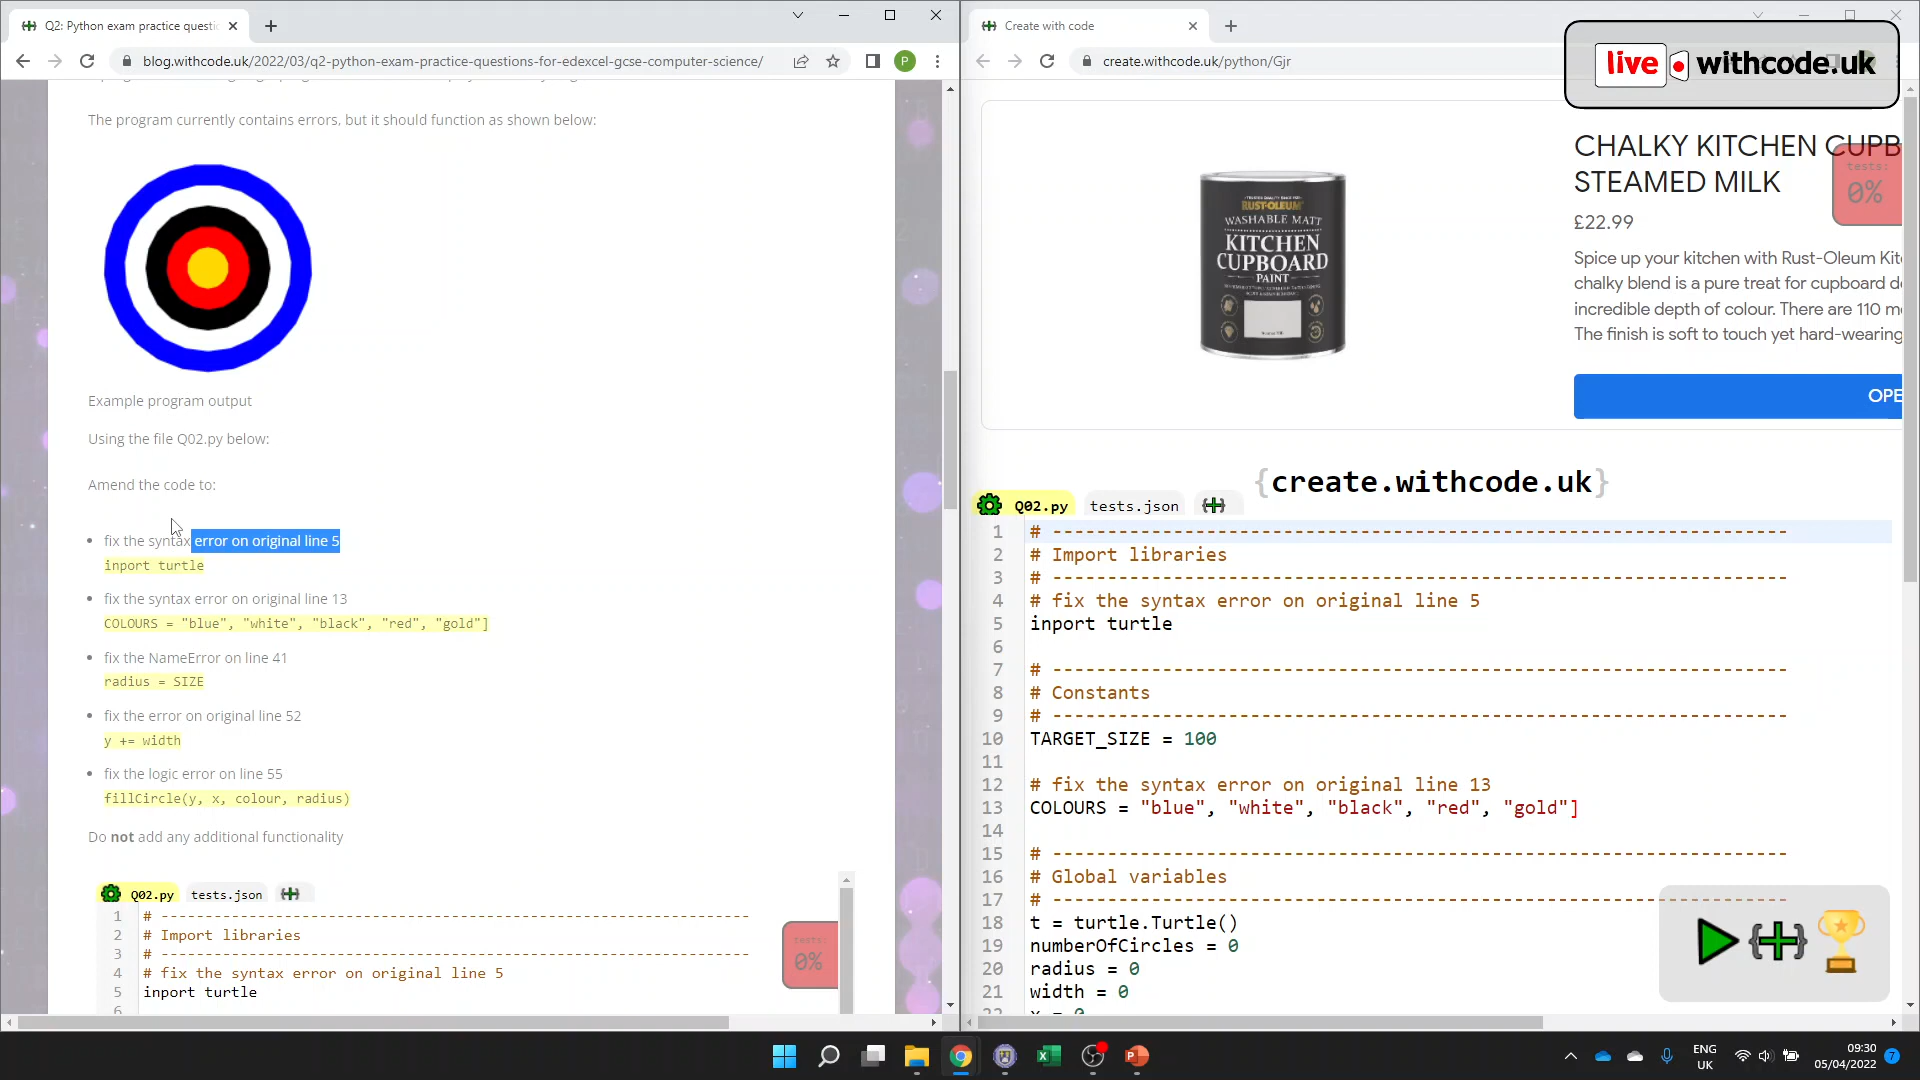 Q2: Python exam practice questi
blog.withcode.uk/2022/03/q2-python-exam-practice-questions-for-edexcel-gcse-computer-science/
P
The program currently contains errors, but it should function as shown below:
Example program output
Using the file Q02.py below:
Amend the code to:
fix the syntax error on original line 5
inport turtle
fix the syntax error on original line 13
COLOURS = "blue", "white", "black", "red", "gold"]
fix the NameError on line 41
radius = SIZE
fix the error on original line 52
y += width
fix the logic error on line 55
fillCircle(y, x, colour, radius)
Do not add any additional functionality
Q02.py tests.json {+}
1 # ------------------------------------------------------------------
2 # Import libraries
3 # ------------------------------------------------------------------
4 # fix the syntax error on original line 5
5 inport turtle
6
tests:
0%
Create with code
create.withcode.uk/python/Gjr
live withcode.uk
RUST-OLEUM
WASHABLE MATT
KITCHEN
CUPBOARD
PAINT
CHALKY KITCHEN CUPB
STEAMED MILK
£22.99
Spice up your kitchen with Rust-Oleum Kit
chalky blend is a pure treat for cupboard d
incredible depth of colour. There are 110 m
The finish is soft to touch yet hard-wearing
OPE
tests:
0%
{create.withcode.uk}
Q02.py tests.json {+}
1 # -------------------------------------------------------------------
2 # Import libraries
3 # -------------------------------------------------------------------
4 # fix the syntax error on original line 5
5 inport turtle
6
7 # -------------------------------------------------------------------
8 # Constants
9 # -------------------------------------------------------------------
10 TARGET_SIZE = 100
11
12 # fix the syntax error on original line 13
13 COLOURS = "blue", "white", "black", "red", "gold"]
14
15 # -------------------------------------------------------------------
16 # Global variables
17 # -------------------------------------------------------------------
18 t = turtle.Turtle()
19 numberOfCircles = 0
20 radius = 0
21 width = 0
22 x = 0
{+}
ENG
UK
09:30
05/04/2022
7